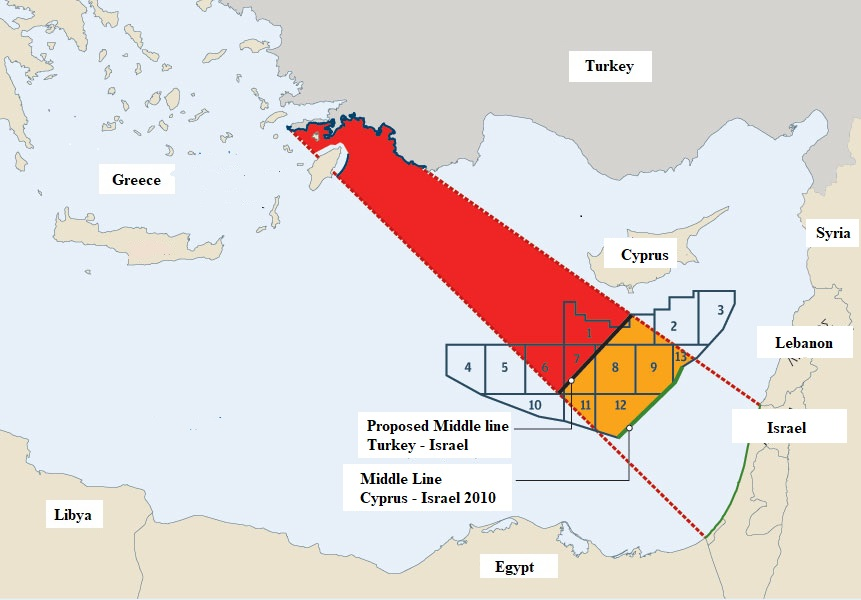 Turkey
Greece
Syria
Cyprus
3
2
1
Lebanon
13
4
5
6
7
8
9
10
11
12
Proposed Middle line
Turkey - Israel
Israel
Middle Line
Cyprus - Israel 2010
Libya
Egypt